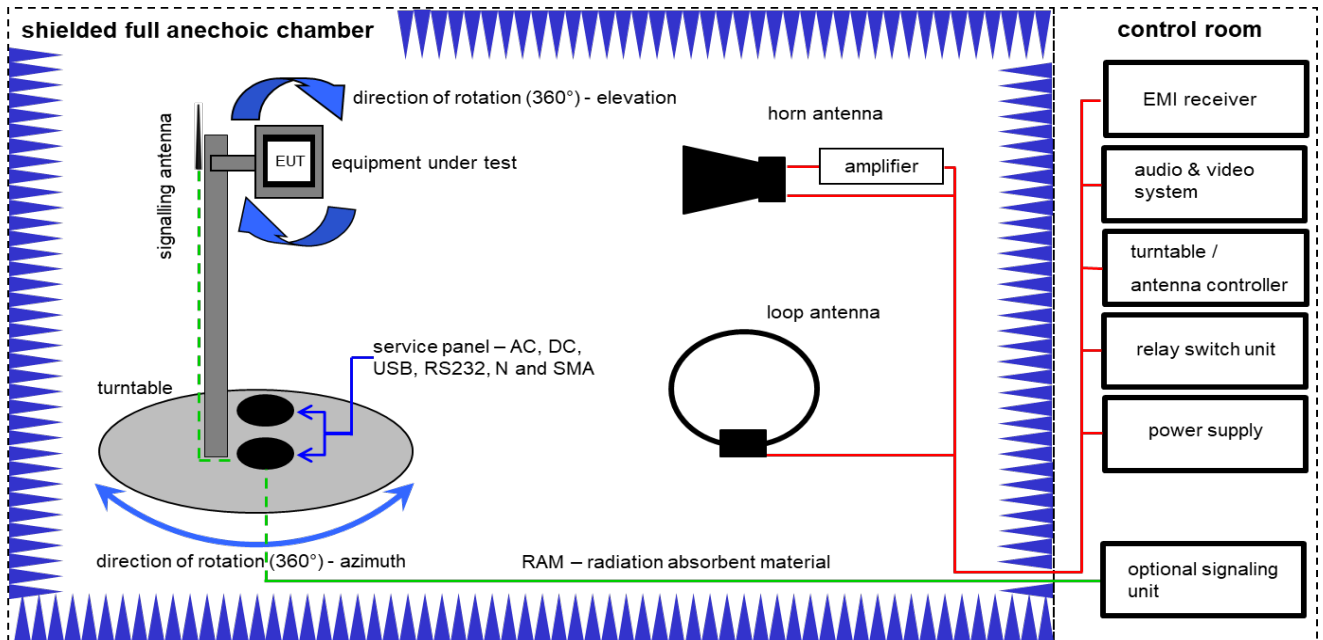 shielded full anechoic chamber
control room
direction of rotation (360°) - elevation
signalling antenna
EUT
equipment under test
horn antenna
amplifier
EMI receiver
audio & video
system
turntable /
antenna controller
loop antenna
service panel – AC, DC,
USB, RS232, N and SMA
relay switch unit
turntable
power supply
direction of rotation (360°) - azimuth
RAM – radiation absorbent material
optional signaling
unit